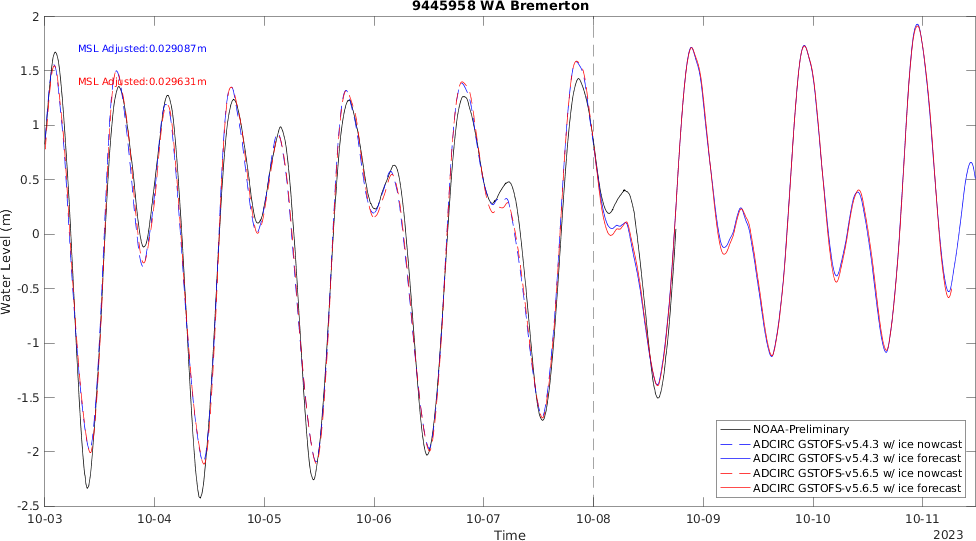 9445958 WA Bremerton
MSL Adjusted:0.029087m
MSL Adjusted:0.029631m
Water Level (m)
2
1.5
1
0.5
0
-0.5
-1
-1.5
-2
-2.5
NOAA-Preliminary
ADCIRC GSTOFS-v5.4.3 w/ ice nowcast
ADCIRC GSTOFS-v5.4.3 w/ ice forecast
ADCIRC GSTOFS-v5.6.5 w/ ice nowcast
ADCIRC GSTOFS-v5.6.5 w/ ice forecast
10-03 10-04 10-05 10-06 10-07 10-08 10-09 10-10 10-11
Time
2023